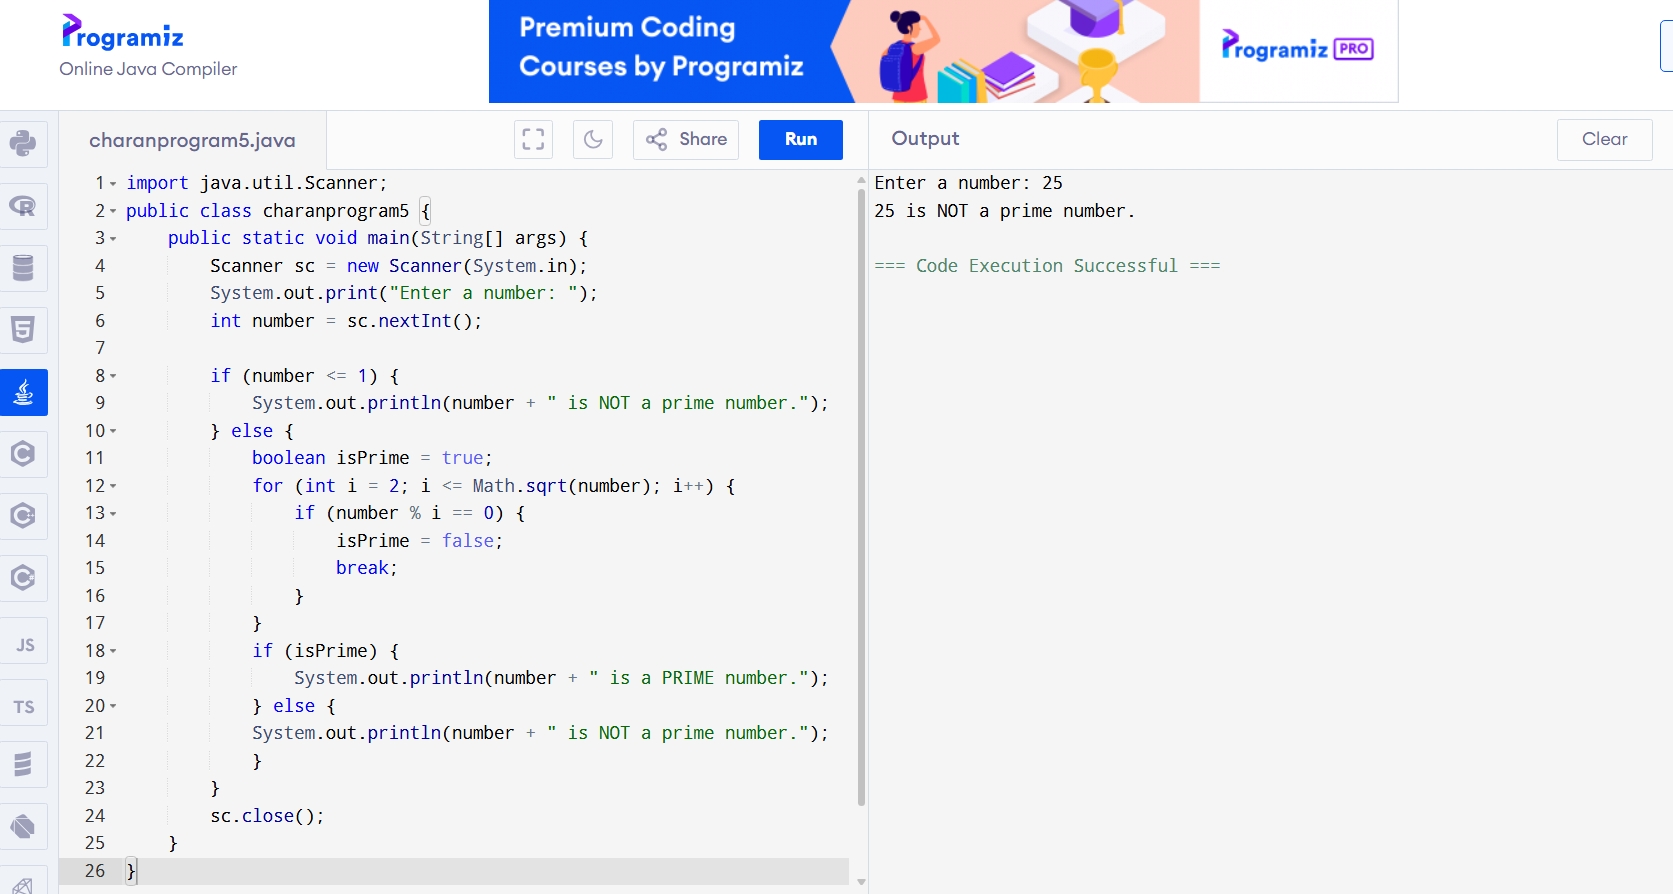 Programiz
Online Java Compiler
Premium Coding
Courses by Programiz
Programiz PRO
charanprogram5.java
Share
Run
Output
Clear
1 import java.util.Scanner;
2 public class charanprogram5 {
3     public static void main(String[] args) {
4         Scanner sc = new Scanner(System.in);
5         System.out.print("Enter a number: ");
6         int number = sc.nextInt();
7
8         if (number <= 1) {
9             System.out.println(number + " is NOT a prime number.");
10         } else {
11             boolean isPrime = true;
12             for (int i = 2; i <= Math.sqrt(number); i++) {
13                 if (number % i == 0) {
14                     isPrime = false;
15                     break;
16                 }
17             }
18             if (isPrime) {
19                 System.out.println(number + " is a PRIME number.");
20             } else {
21             System.out.println(number + " is NOT a prime number.");
22             }
23         }
24         sc.close();
25     }
26 }
Enter a number: 25
25 is NOT a prime number.
=== Code Execution Successful ===
R
5
C
C
C
JS
TS